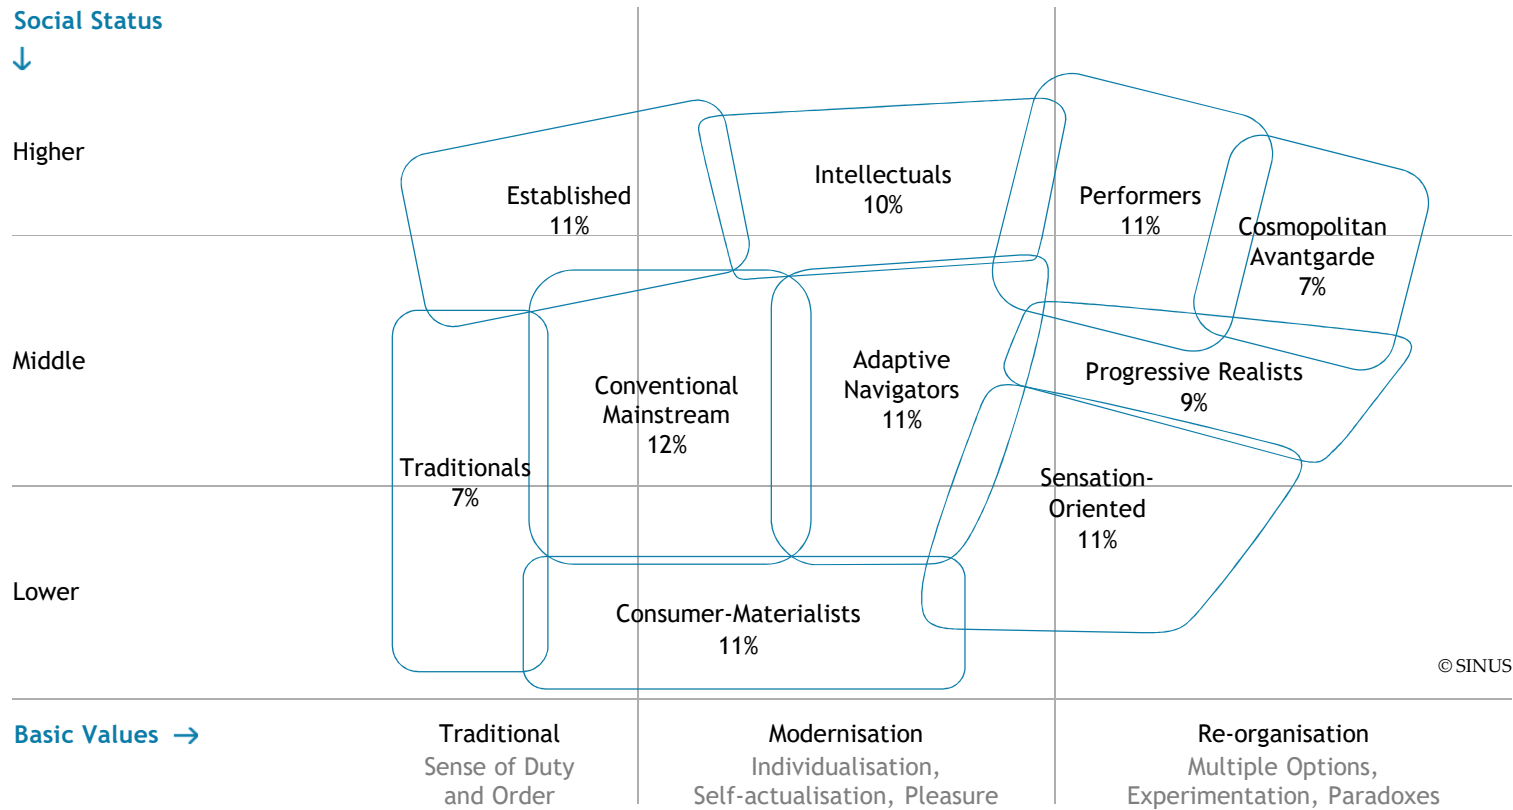 Social Status
↓
Higher
Middle
Lower
Established
11%
Intellectuals
10%
Performers
11%
Cosmopolitan
Avantgarde
7%
Adaptive
Navigators
11%
Progressive Realists
9%
Conventional
Mainstream
12%
Traditionals
7%
Sensation-
Oriented
11%
Consumer-Materialists
11%
© SINUS
Basic Values →
Traditional
Sense of Duty
and Order
Modernisation
Individualisation,
Self-actualisation, Pleasure
Re-organisation
Multiple Options,
Experimentation, Paradoxes